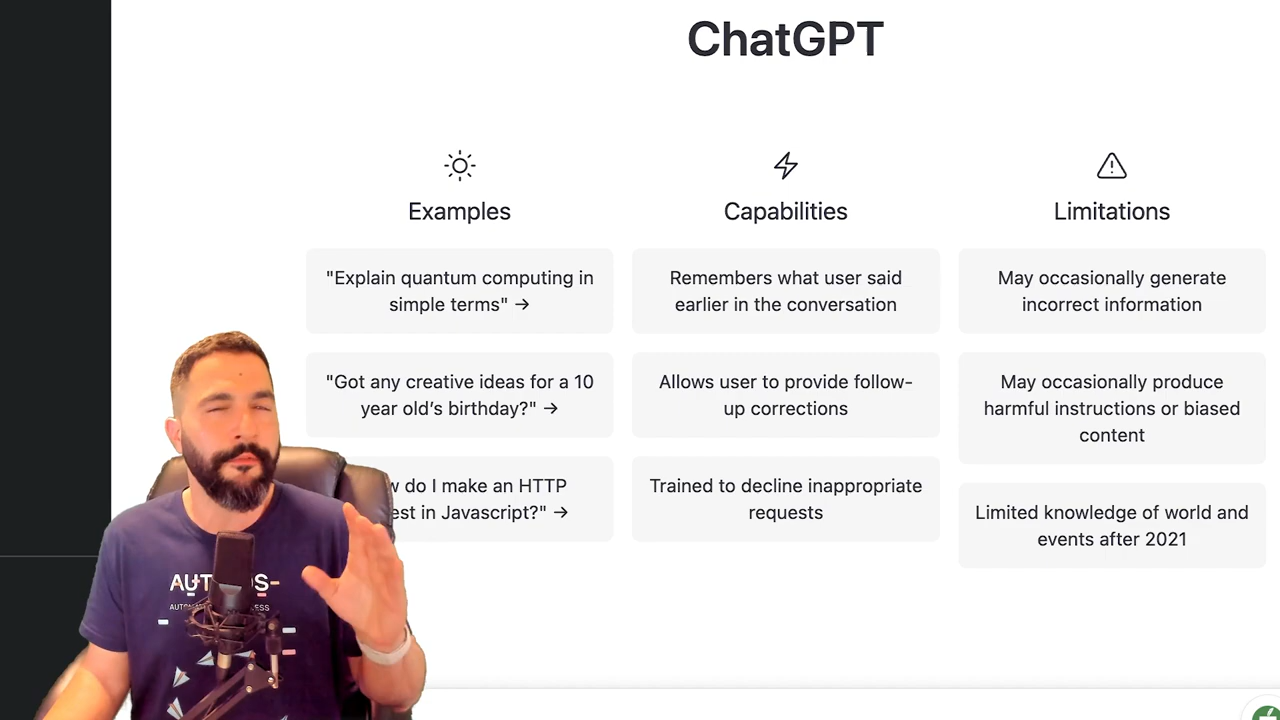 ChatGPT
Examples
Capabilities
Limitations
"Explain quantum computing in
simple terms" →
"Got any creative ideas for a 10
year old's birthday?" →
do I make an HTTP
in Javascript?" →
Remembers what user said
earlier in the conversation
Allows user to provide follow-
up corrections
Trained to decline inappropriate
requests
May occasionally generate
incorrect information
May occasionally produce
harmful instructions or biased
content
Limited knowledge of world and
events after 2021